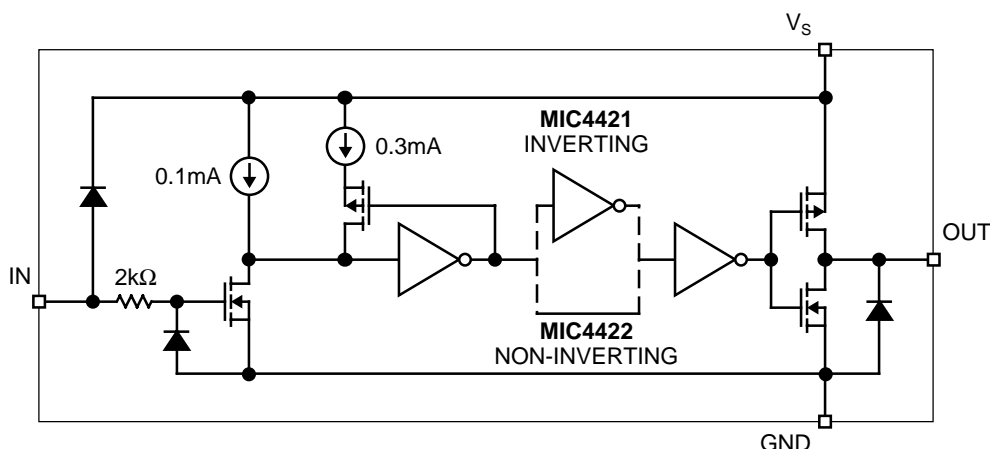 V_S
MIC4421
INVERTING
0.3mA
0.1mA
OUT
IN
2kΩ
MIC4422
NON-INVERTING
GND